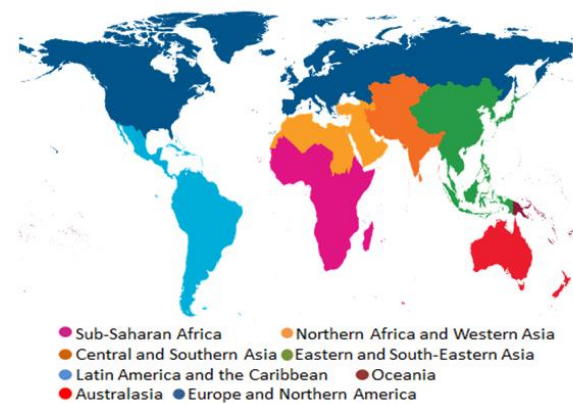 Sub-Saharan Africa Northern Africa and Western Asia
Central and Southern Asia Eastern and South-Eastern Asia
Latin America and the Caribbean Oceania
Australasia Europe and Northern America